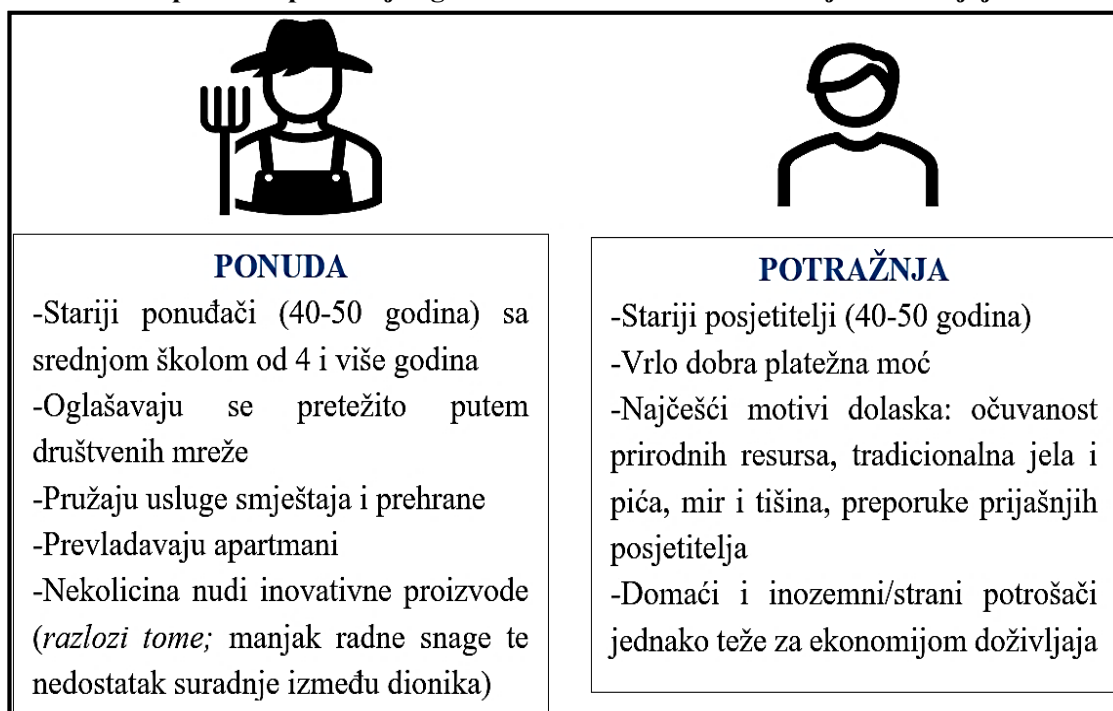 PONUDA
-Stariji ponuđači (40-50 godina) sa
srednjom školom od 4 i više godina
-Oglašavaju se pretežito putem
društvenih mreže
-Pružaju usluge smještaja i prehrane
-Prevladavaju apartmani
-Nekolicina nudi inovativne proizvode
(razlozi tome; manjak radne snage te
nedostatak suradnje između dionika)
POTRAŽNJA
-Stariji posjetitelji (40-50 godina)
-Vrlo dobra platežna moć
-Najčešći motivi dolaska: očuvanost
prirodnih resursa, tradicionalna jela i
pića, mir i tišina, preporuke prijašnjih
posjetitelja
-Domaći i inozemni/strani potrošači
jednako teže za ekonomijom doživljaja